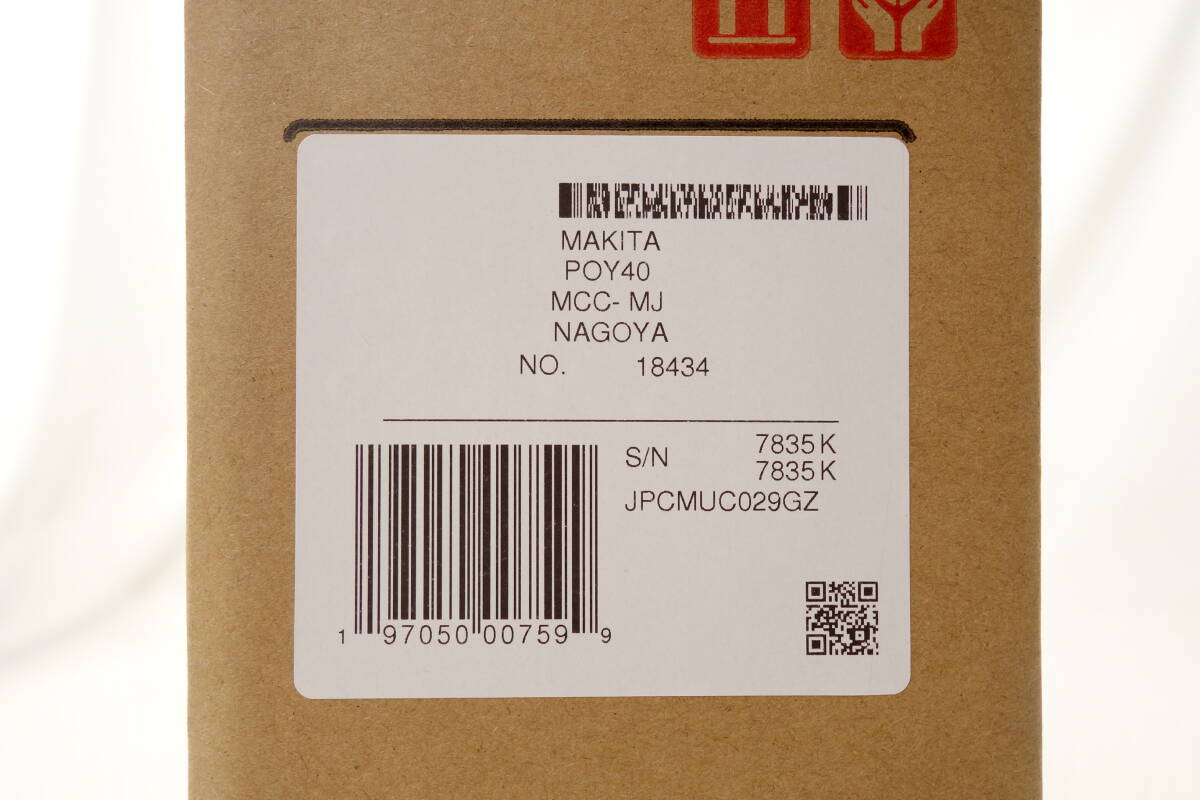 MAKITA
POY40
MCC- MJ
NAGOYA
NO. 18434
S/N 7835K
7835K
JPCMUC029GZ
1 97050 00759 9